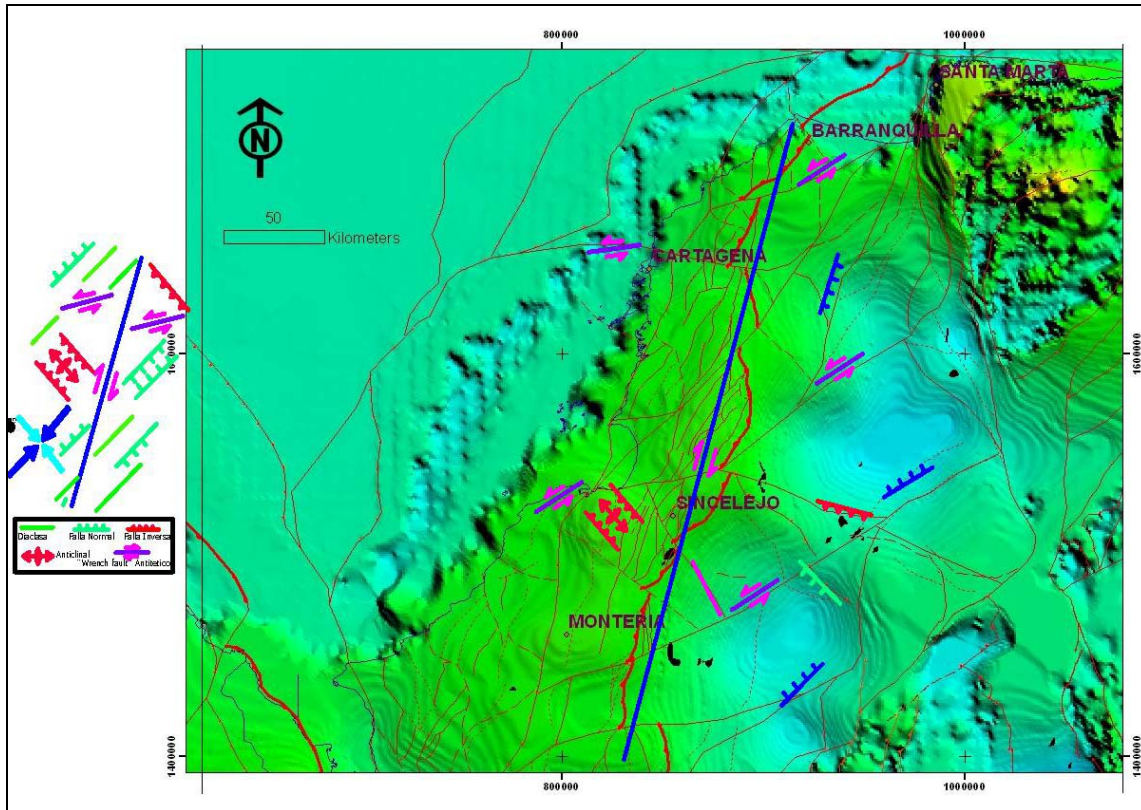 800000
1000000
SANTA MARTA
N
BARRANQUILLA
50
Kilometers
CARTAGENA
1600000
SINCELEJO
Diaclasa
Falla Normal
Falla Inversa
Anticlinal
"Wrench fault" Antitetico
MONTERIA
1400000
1400000
800000
1000000